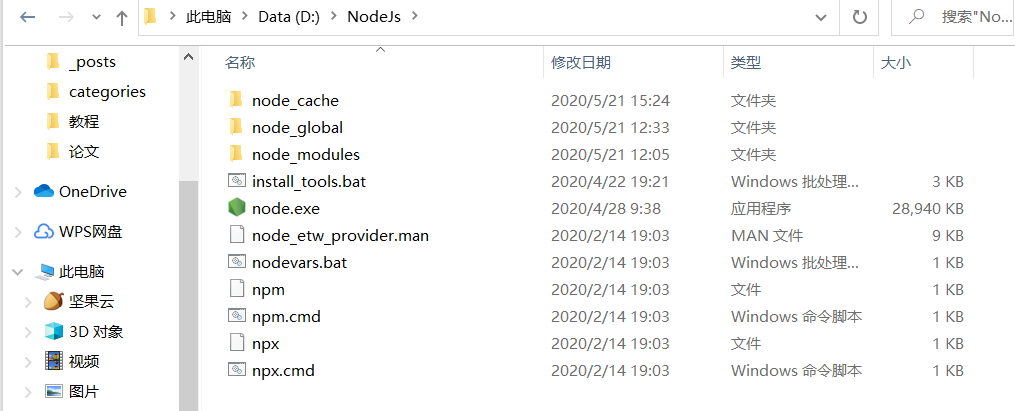 此电脑 > Data (D:) > NodeJs >
搜索"No...
_posts
categories
教程
论文
OneDrive
WPS网盘
此电脑
坚果云
3D 对象
视频
图片
名称 修改日期 类型 大小
node_cache 2020/5/21 15:24 文件夹
node_global 2020/5/21 12:33 文件夹
node_modules 2020/5/21 12:05 文件夹
install_tools.bat 2020/4/22 19:21 Windows 批处理... 3 KB
node.exe 2020/4/28 9:38 应用程序 28,940 KB
node_etw_provider.man 2020/2/14 19:03 MAN 文件 9 KB
nodevars.bat 2020/2/14 19:03 Windows 批处理... 1 KB
npm 2020/2/14 19:03 文件 1 KB
npm.cmd 2020/2/14 19:03 Windows 命令脚本 1 KB
npx 2020/2/14 19:03 文件 1 KB
npx.cmd 2020/2/14 19:03 Windows 命令脚本 1 KB